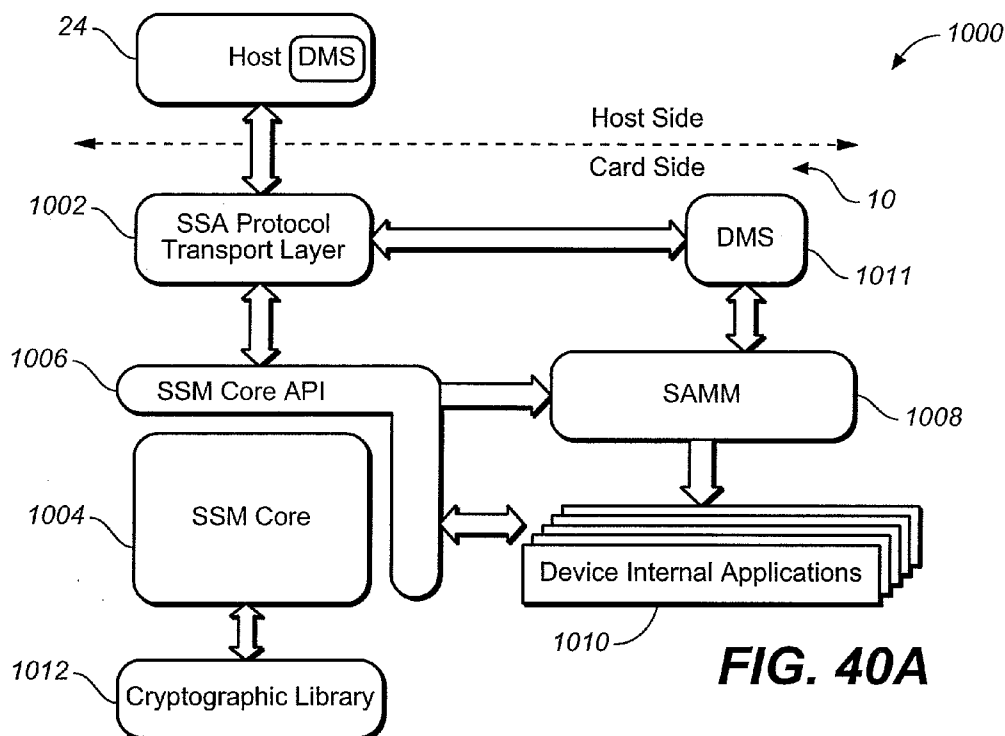 24
Host DMS
1000
Host Side
Card Side
10
1002
SSA Protocol
Transport Layer
DMS
1011
1006
SSM Core API
SAMM
1008
1004
SSM Core
Device Internal Applications
1010
1012
Cryptographic Library
FIG. 40A